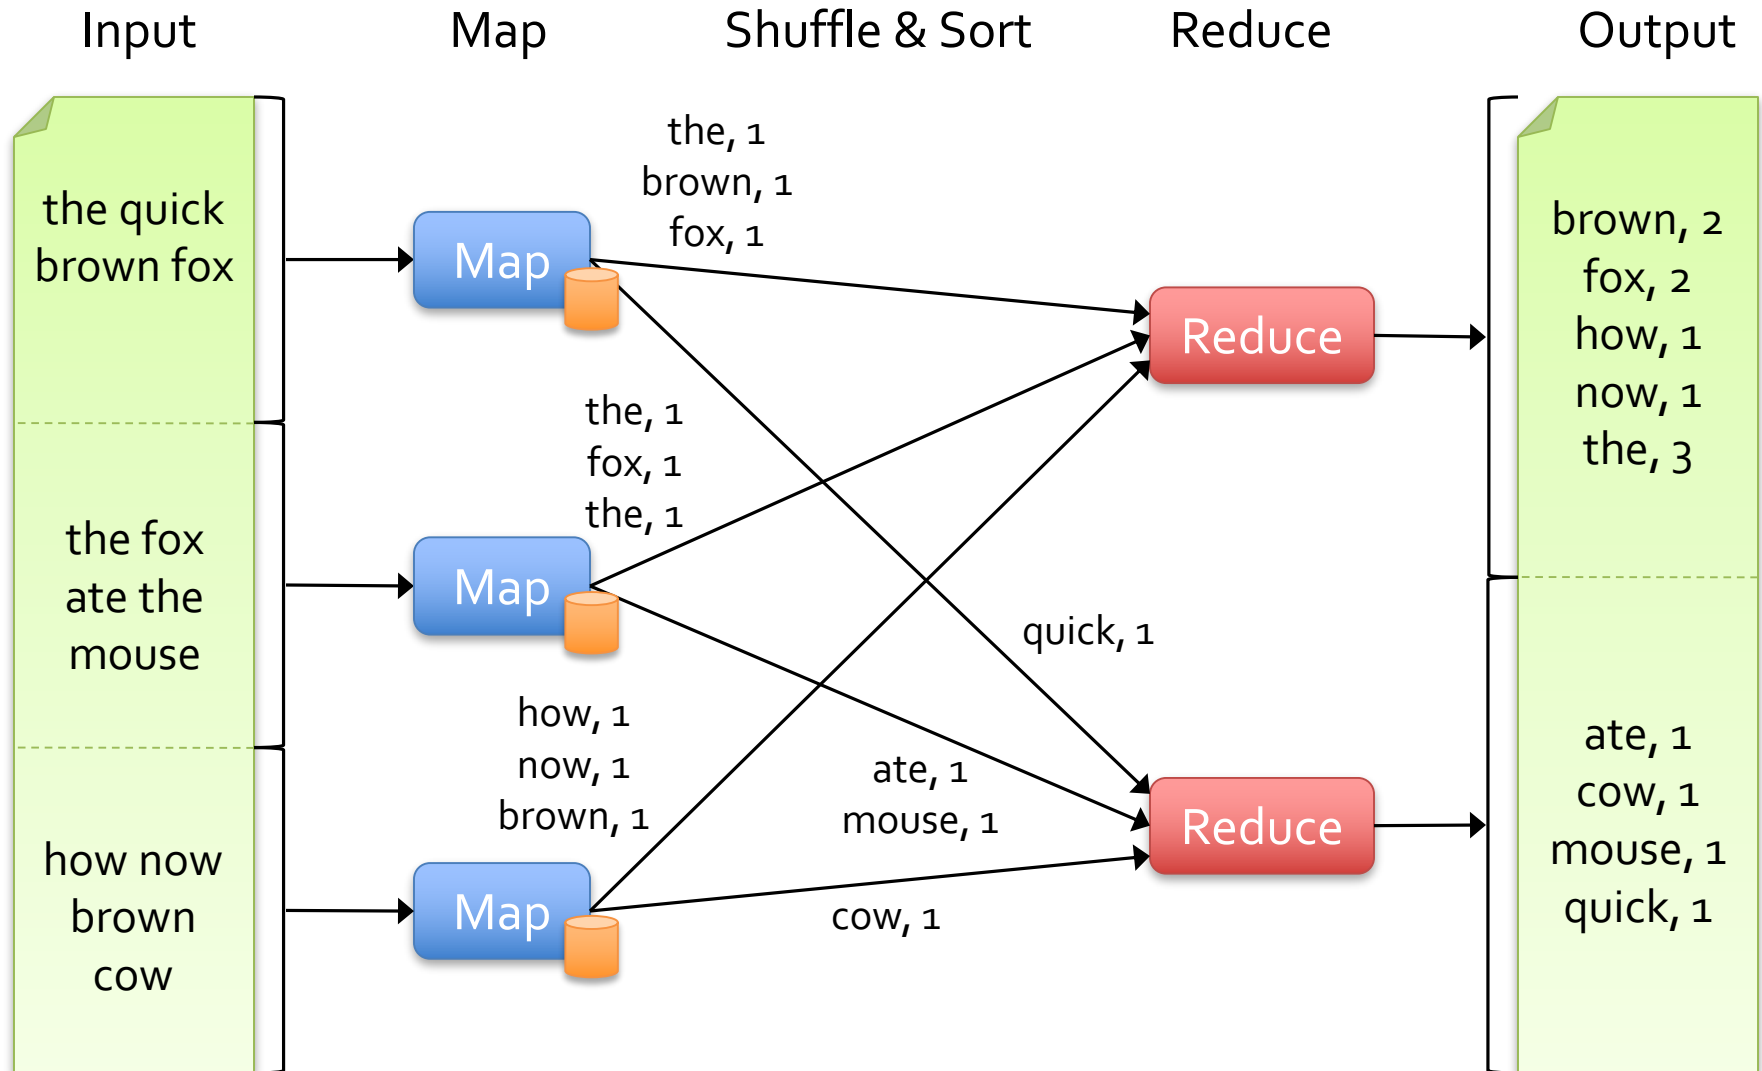 Input
Map
Shuffle & Sort
Reduce
Output
the quick
brown fox
the fox
ate the
mouse
how now
brown
cow
Map
Map
Map
the, 1
brown, 1
fox, 1
the, 1
fox, 1
the, 1
how, 1
now, 1
brown, 1
quick, 1
ate, 1
mouse, 1
cow, 1
Reduce
Reduce
brown, 2
fox, 2
how, 1
now, 1
the, 3
ate, 1
cow, 1
mouse, 1
quick, 1